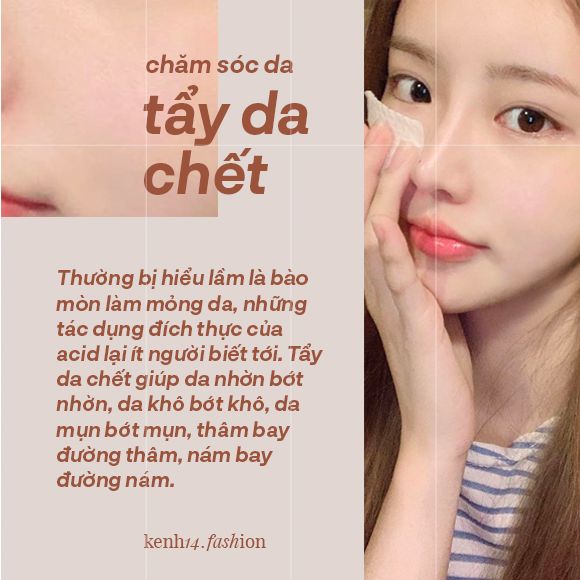 chăm sóc da
tẩy da
chết
Thường bị hiểu lầm là bào
mòn làm mỏng da, những
tác dụng đích thực của
acid lại ít người biết tới. Tẩy
da chết giúp da nhờn bớt
nhờn, da khô bớt khô, da
mụn bớt mụn, thâm bay
đường thâm, nám bay
đường nám.
kenh14.fashion